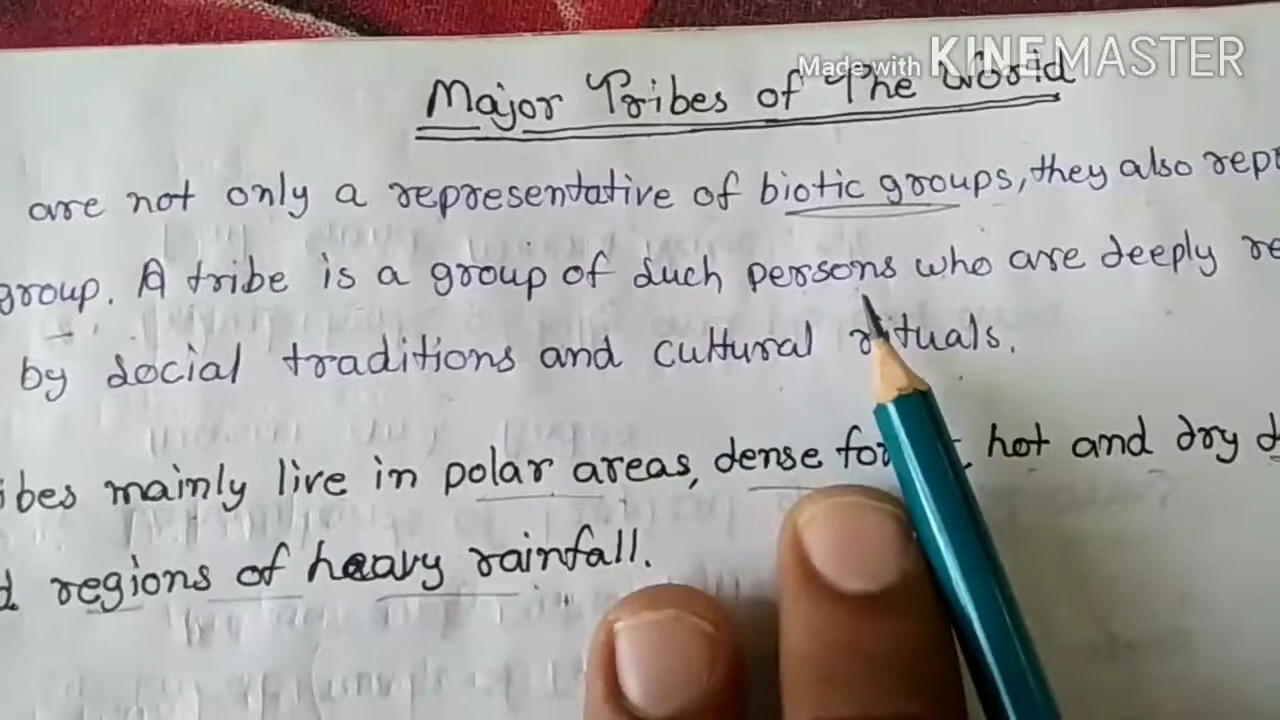 Made with KINEMASTER
Major Tribes of The World
are not only a representative of biotic groups, they also
group. A tribe is a group of such persons who are deeply
by social traditions and cultural rituals.
mainly live in polar areas, dense hot and dry
regions of heavy rainfall.